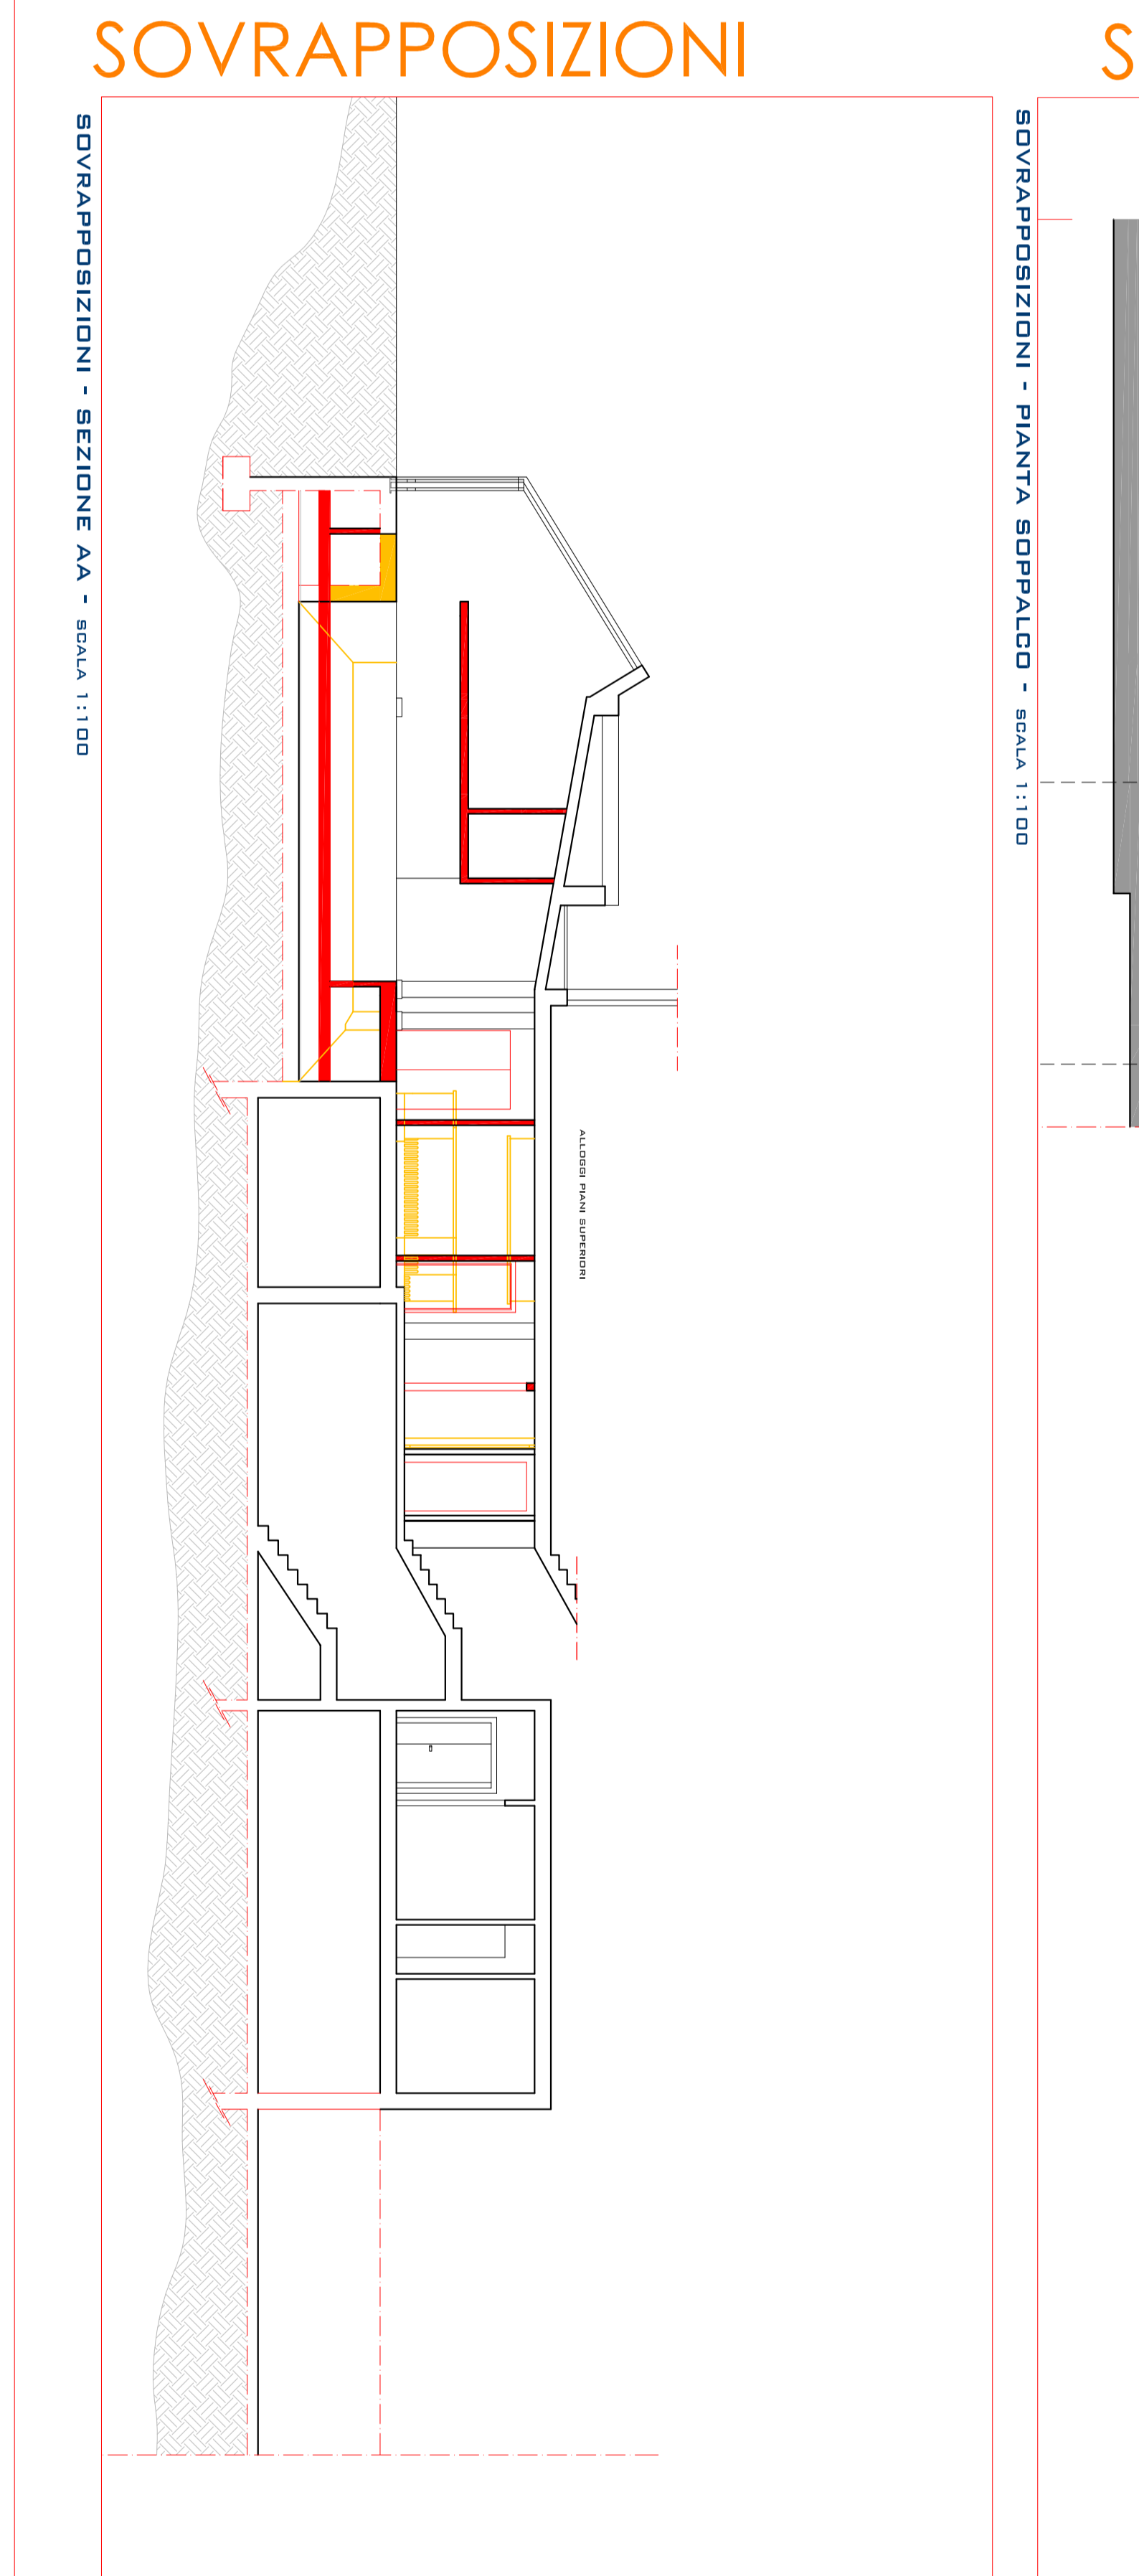 SOVRAPPOSIZIONI
S
SOVRAPPOSIZIONI - SEZIONE AA - SCALA 1:100
SOVRAPPOSIZIONI - PIANTA SOPPALCO - SCALA 1:100
ALLOGGI PIANI SUPERIORI